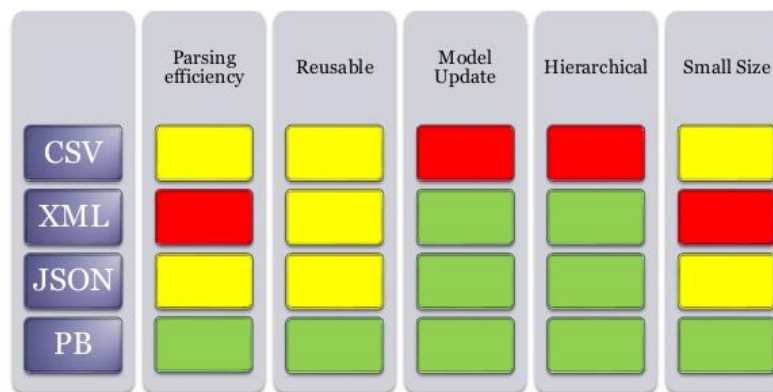 Parsing
efficiency
Reusable
Model
Update
Hierarchical
Small Size
CSV
XML
JSON
PB